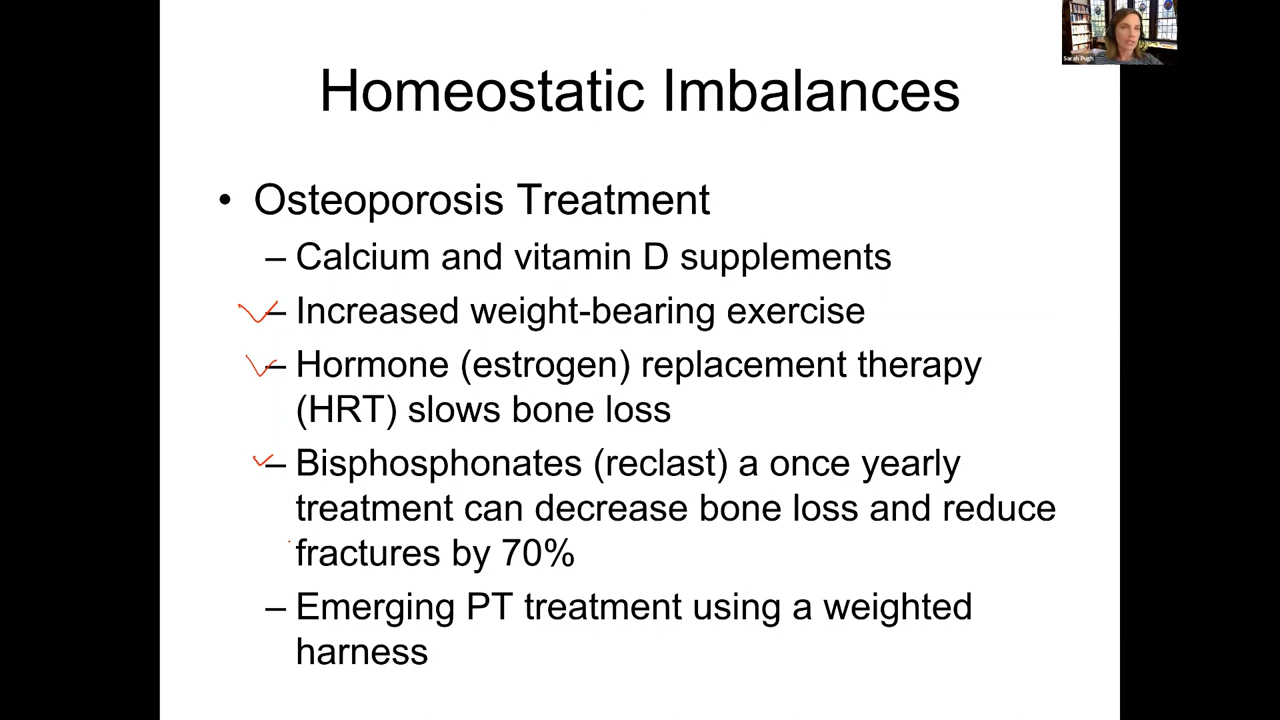 Sarah Pugh
Homeostatic Imbalances
• Osteoporosis Treatment
– Calcium and vitamin D supplements
– Increased weight-bearing exercise
– Hormone (estrogen) replacement therapy
(HRT) slows bone loss
– Bisphosphonates (reclast) a once yearly
treatment can decrease bone loss and reduce
fractures by 70%
– Emerging PT treatment using a weighted
harness